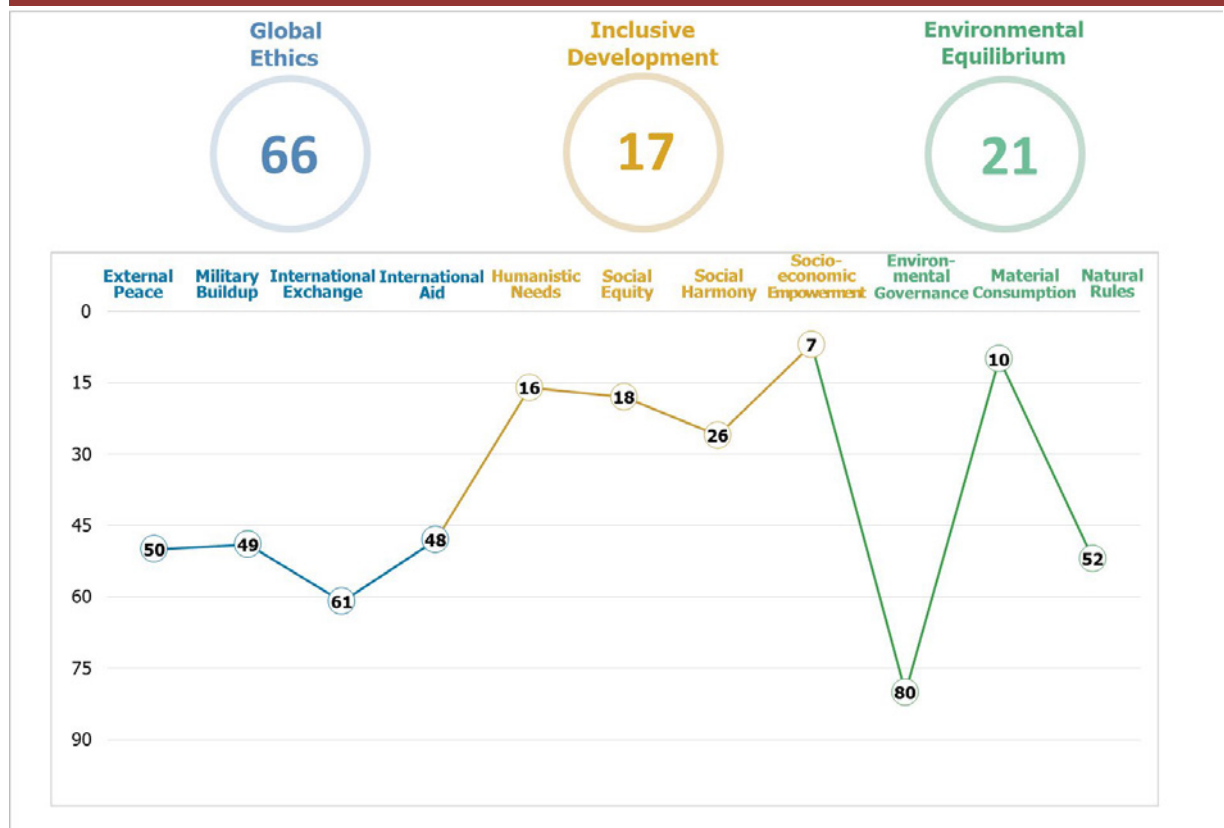 Global
Ethics
66
Inclusive
Development
17
Environmental
Equilibrium
21
External
Peace
Military
Buildup
International
Exchange
International
Aid
Humanistic
Needs
Social
Equity
Social
Harmony
Socio-
economic
Empowerment
Environ-
mental
Governance
Material
Consumption
Natural
Rules
0
15
30
45
60
75
90
50
49
61
48
16
18
26
7
80
10
52